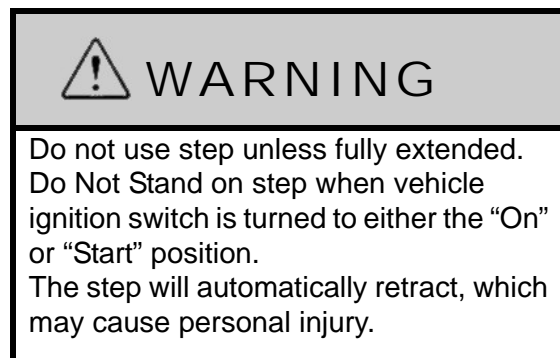 WARNING
Do not use step unless fully extended.
Do Not Stand on step when vehicle
ignition switch is turned to either the “On”
or “Start” position.
The step will automatically retract, which
may cause personal injury.